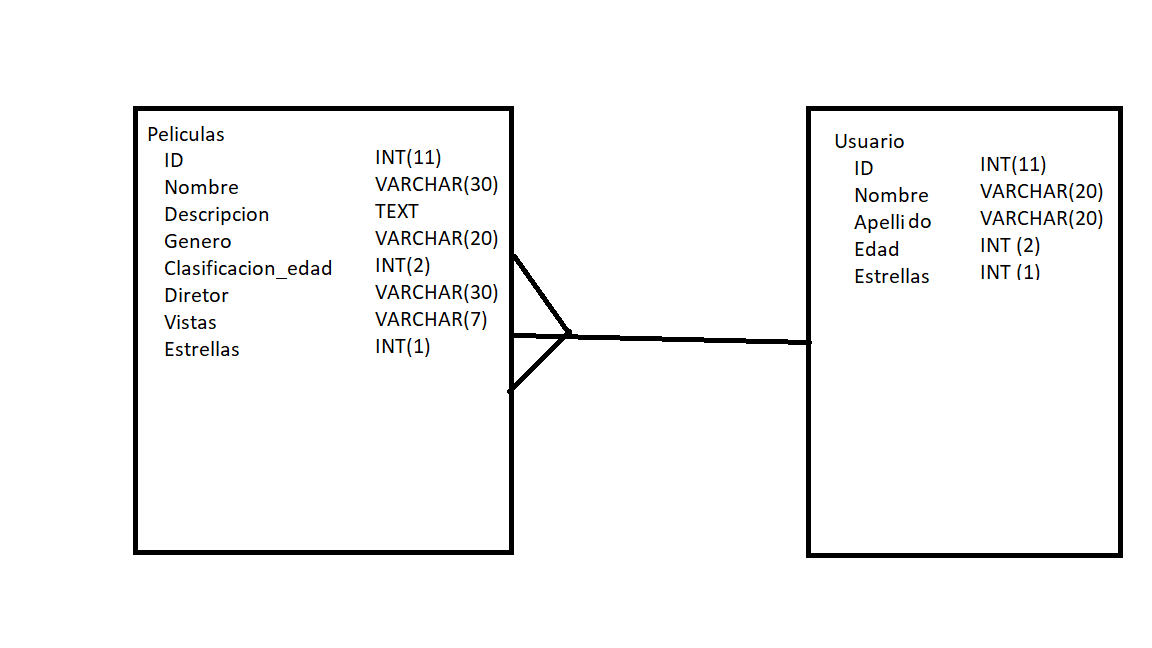 Peliculas
ID INT(11)
Nombre VARCHAR(30)
Descripcion TEXT
Genero VARCHAR(20)
Clasificacion_edad INT(2)
Diretor VARCHAR(30)
Vistas VARCHAR(7)
Estrellas INT(1)
Usuario
ID INT(11)
Nombre VARCHAR(20)
Apelli do VARCHAR(20)
Edad INT (2)
Estrellas INT (1)